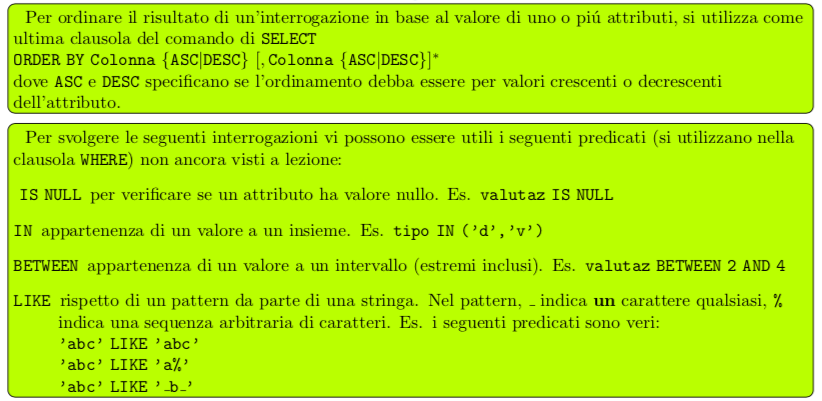 Per ordinare il risultato di un'interrogazione in base al valore di uno o piú attributi, si utilizza come
ultima clausola del comando di SELECT
ORDER BY Colonna {ASC|DESC} [,Colonna {ASC|DESC}]*
dove ASC e DESC specificano se l'ordinamento debba essere per valori crescenti o decrescenti
dell'attributo.
Per svolgere le seguenti interrogazioni vi possono essere utili i seguenti predicati (si utilizzano nella
clausola WHERE) non ancora visti a lezione:
IS NULL per verificare se un attributo ha valore nullo. Es. valutaz IS NULL
IN appartenenza di un valore a un insieme. Es. tipo IN ('d','v')
BETWEEN appartenenza di un valore a un intervallo (estremi inclusi). Es. valutaz BETWEEN 2 AND 4
LIKE rispetto di un pattern da parte di una stringa. Nel pattern, _ indica un carattere qualsiasi, %
indica una sequenza arbitraria di caratteri. Es. i seguenti predicati sono veri:
'abc' LIKE 'abc'
'abc' LIKE 'a%'
'abc' LIKE '_b_'